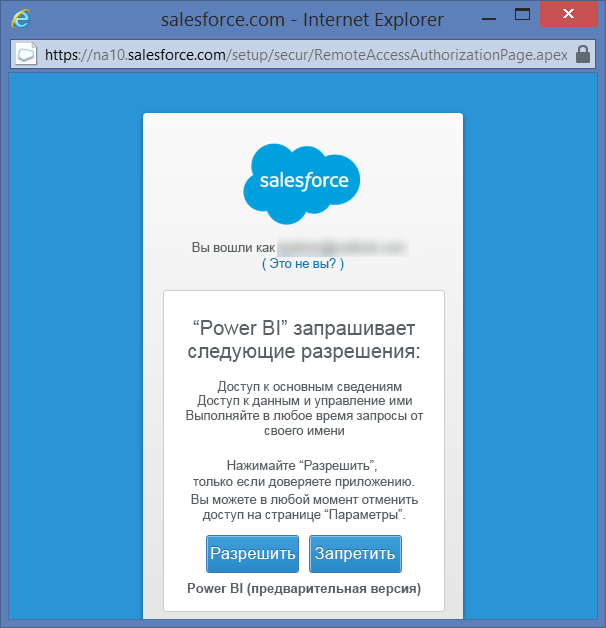 salesforce.com - Internet Explorer
https://na10.salesforce.com/setup/secur/RemoteAccessAuthorizationPage.apex
salesforce
Вы вошли как
( Это не вы? )
“Power BI” запрашивает
следующие разрешения:
Доступ к основным сведениям
Доступ к данным и управление ими
Выполняйте в любое время запросы от
своего имени
Нажимайте “Разрешить”,
только если доверяете приложению.
Вы можете в любой момент отменить
доступ на странице “Параметры”.
Разрешить Запретить
Power BI (предварительная версия)